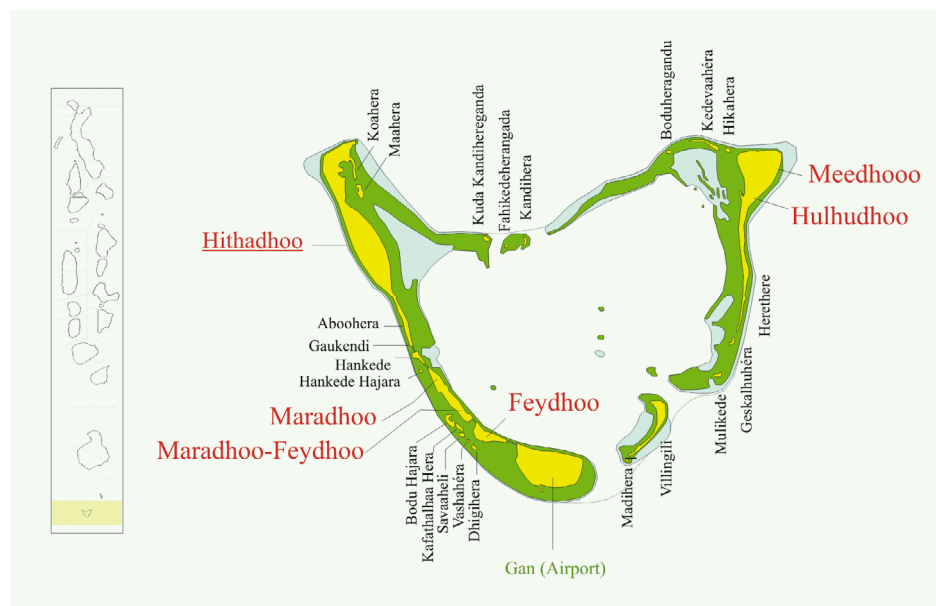 Koahera
Maahera
Kuda Kandihereganda
Fahikedeherangada
Kandihera
Boduheragandu
Kedevaahéra
Hikahera
Meedhooo
Hulhudhoo
Hithadhoo
Aboohera
Gaukendi
Hankede
Hankede Hajara
Maradhoo
Maradhoo-Feydhoo
Feydhoo
Herethere
Geskalhuhéra
Mulikede
Villingili
Madihera
Bodu Hajara
Kafathalhaa Hera
Savaaheli
Vashahéra
Dhigihera
Gan (Airport)